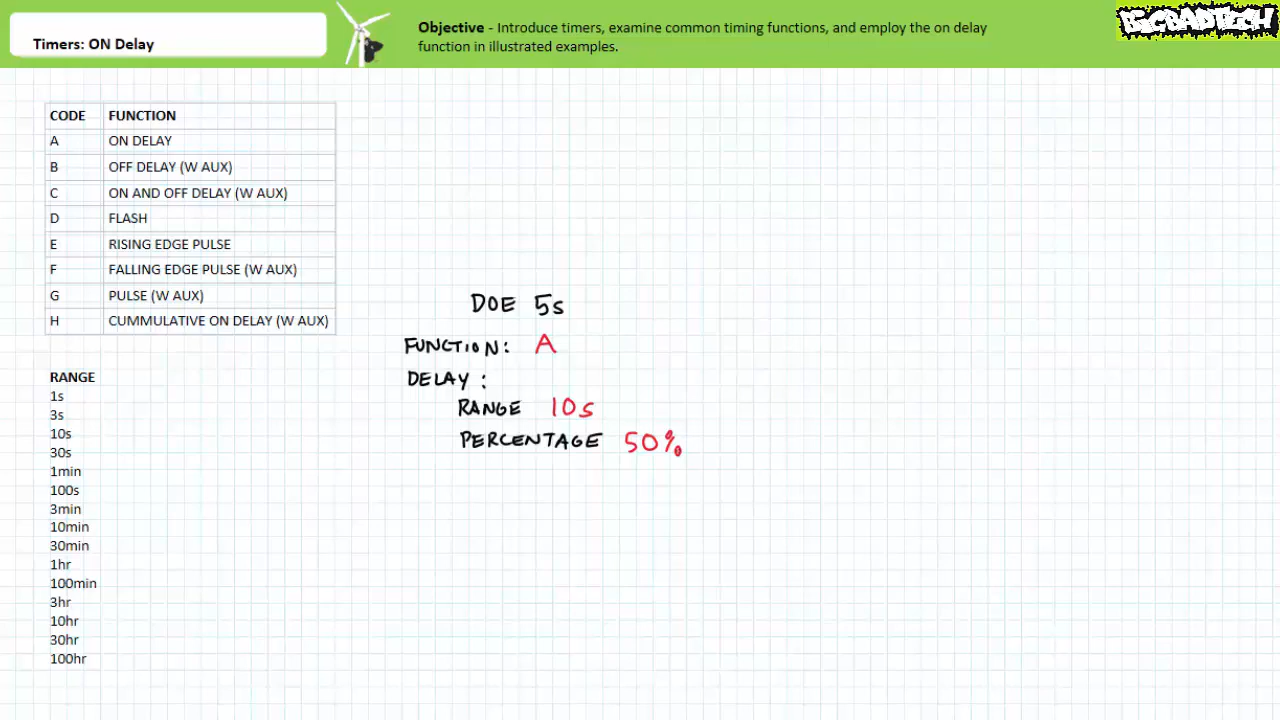 Timers: ON Delay
Objective - Introduce timers, examine common timing functions, and employ the on delay
function in illustrated examples.
BIGBADTECH
CODE FUNCTION
A ON DELAY
B OFF DELAY (W AUX)
C ON AND OFF DELAY (W AUX)
D FLASH
E RISING EDGE PULSE
F FALLING EDGE PULSE (W AUX)
G PULSE (W AUX)
H CUMMULATIVE ON DELAY (W AUX)
RANGE
1s
3s
10s
30s
1min
100s
3min
10min
30min
1hr
100min
3hr
10hr
30hr
100hr
DOE 5s
FUNCTION: A
DELAY:
RANGE 10s
PERCENTAGE 50%